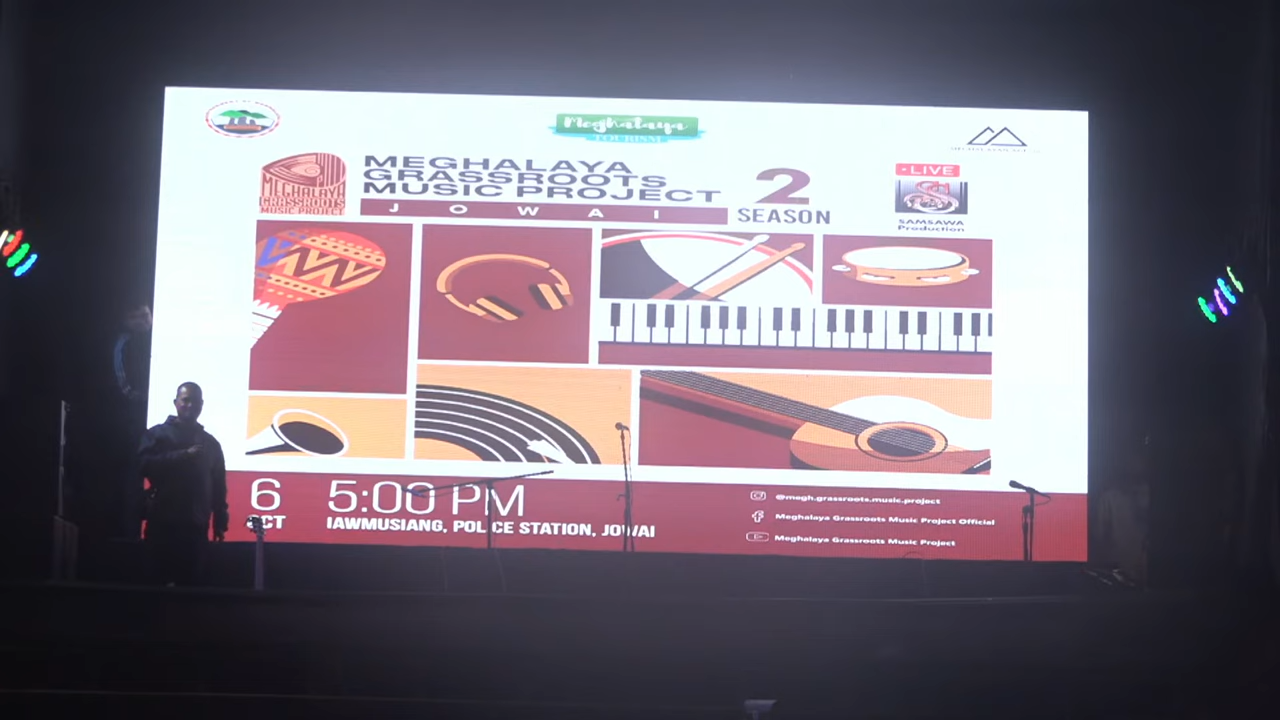 Meghalaya
TOURISM
MEGHALAYA
GRASSROOTS
MUSIC PROJECT
JOWAI
2
SEASON
MEGHALAYA
GRASSROOTS
MUSIC PROJECT
LIVE
SAMSAWA
Production
6
OCT
5:00 PM
IAWMUSIANG, POLICE STATION, JOWAI
@megh.grassroots.music.project
Meghalaya Grassroots Music Project Official
Meghalaya Grassroots Music Project